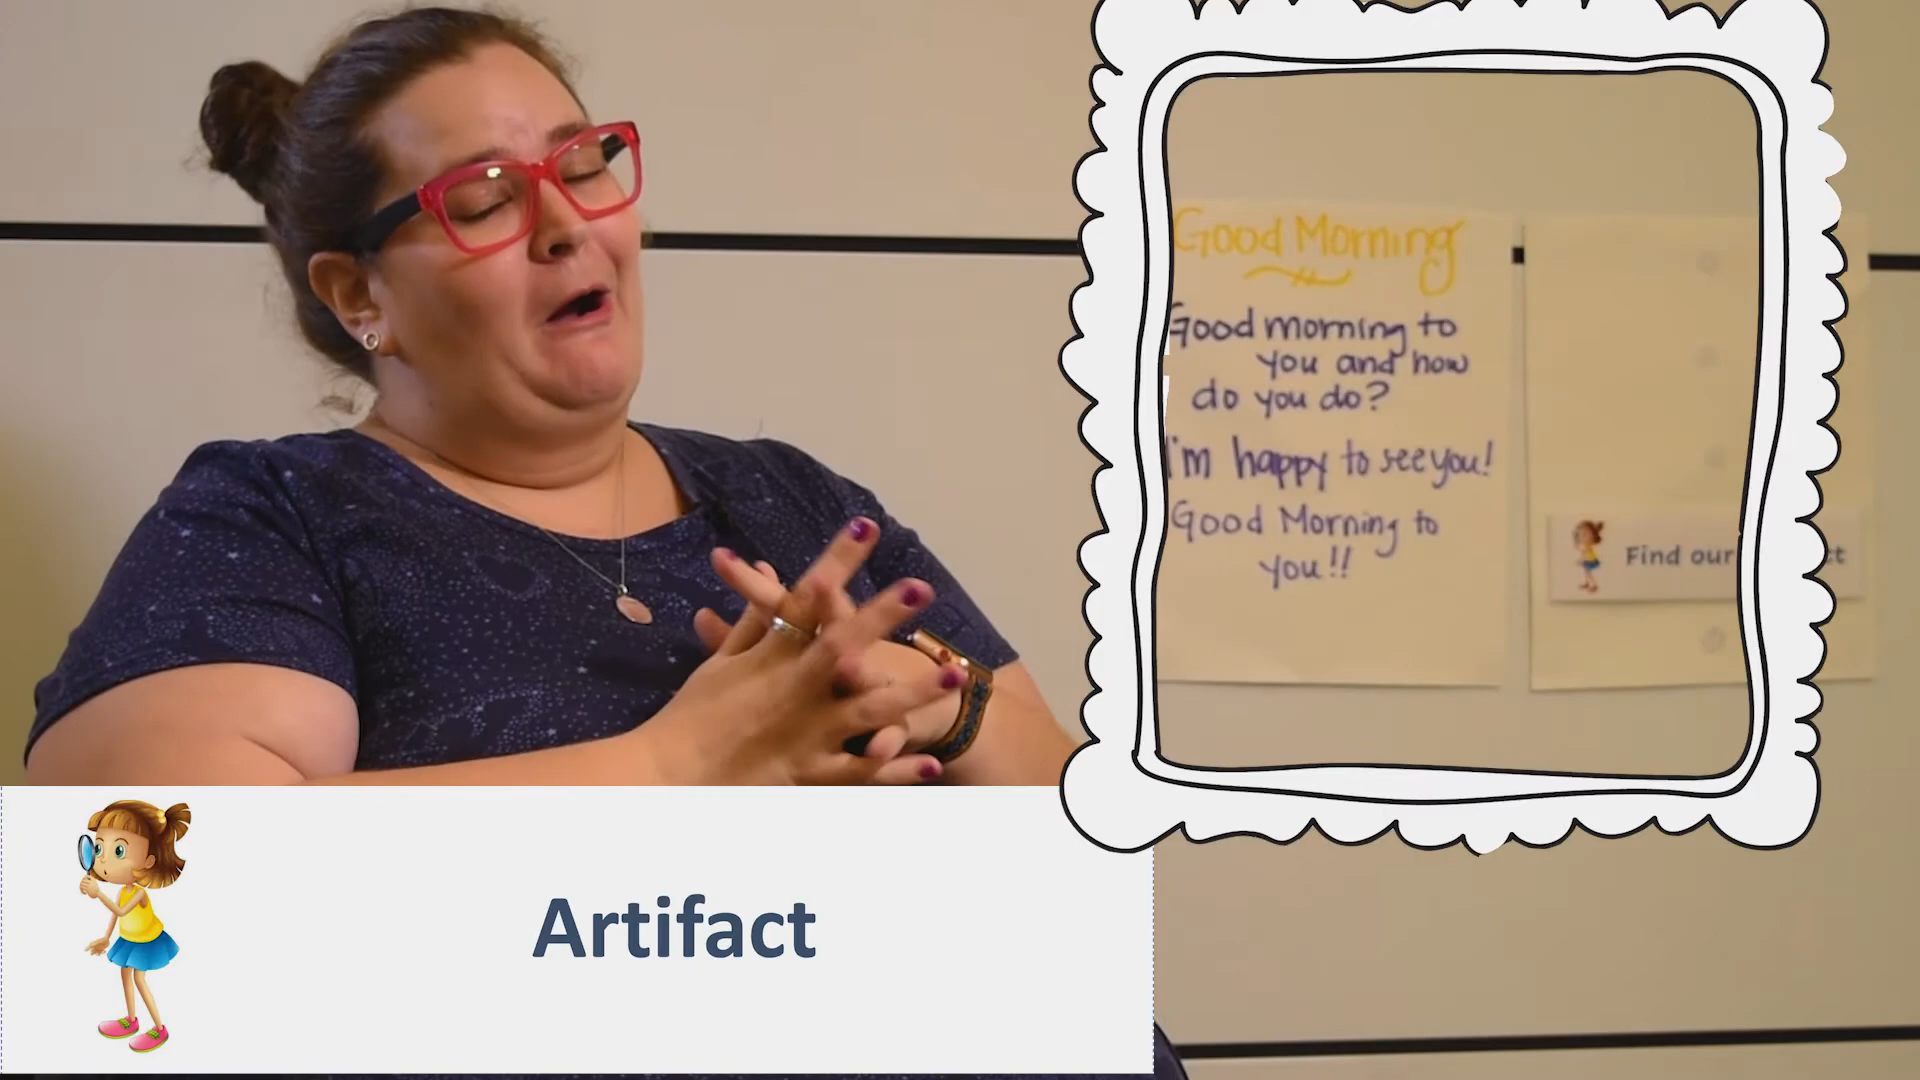 Good Morning
Good morning to
you and how
do you do?
I'm happy to see you!
Good Morning to
you!!
Find our
Artifact